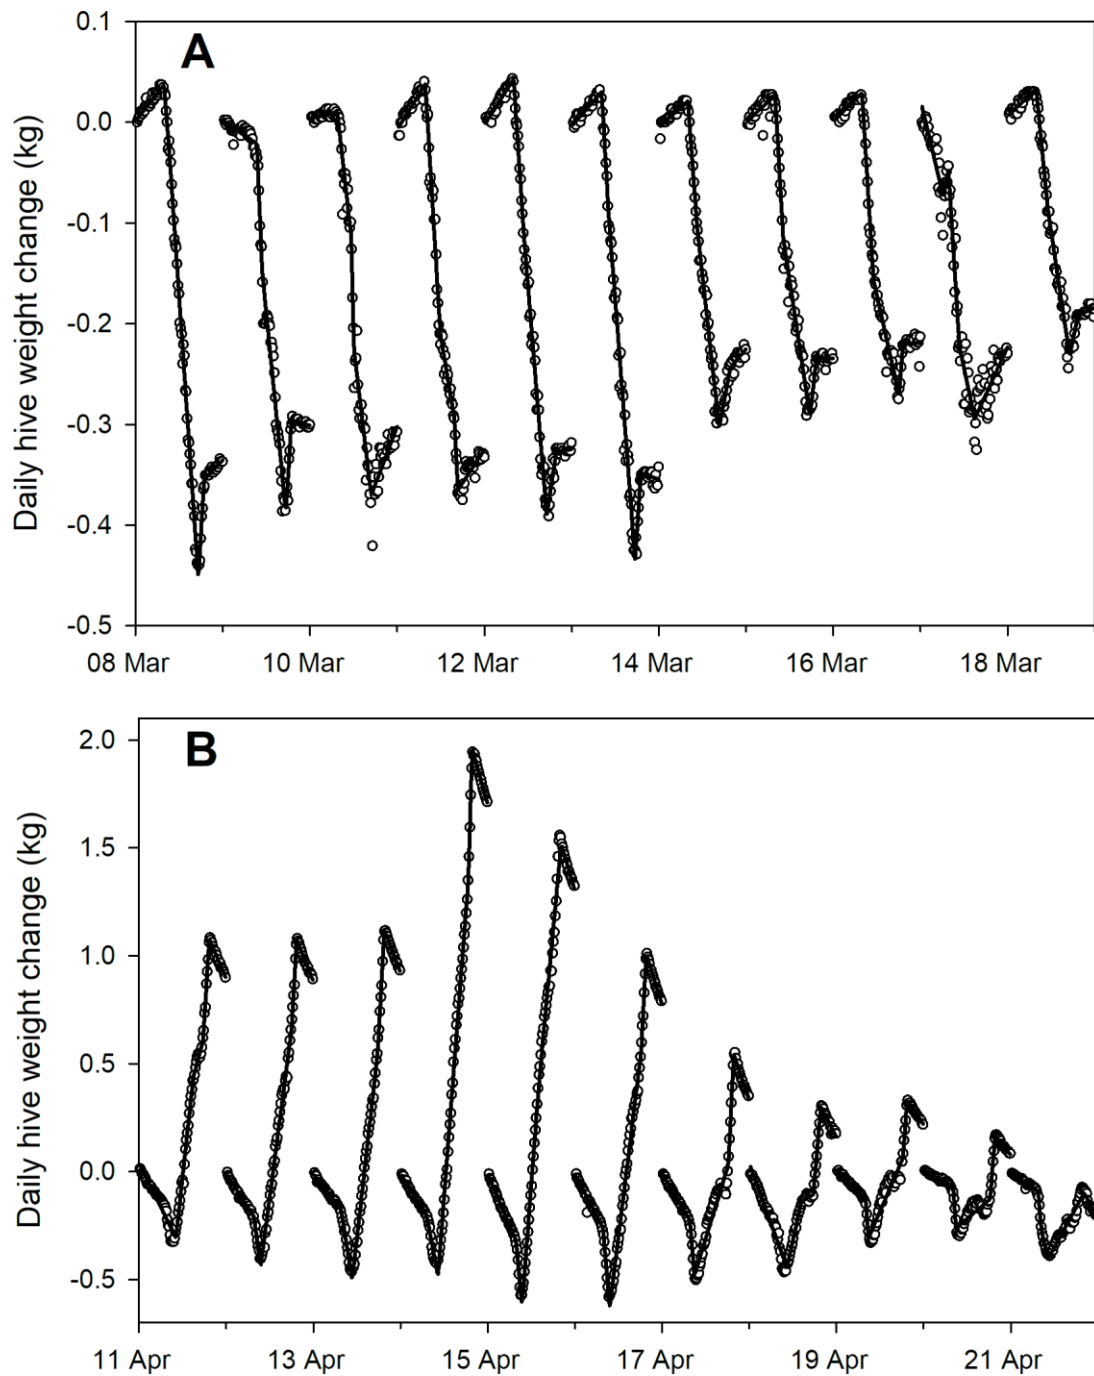 A
Daily hive weight change (kg)
0.1
0.0
-0.1
-0.2
-0.3
-0.4
-0.5
08 Mar 10 Mar 12 Mar 14 Mar 16 Mar 18 Mar
B
Daily hive weight change (kg)
2.0
1.5
1.0
0.5
0.0
-0.5
11 Apr 13 Apr 15 Apr 17 Apr 19 Apr 21 Apr